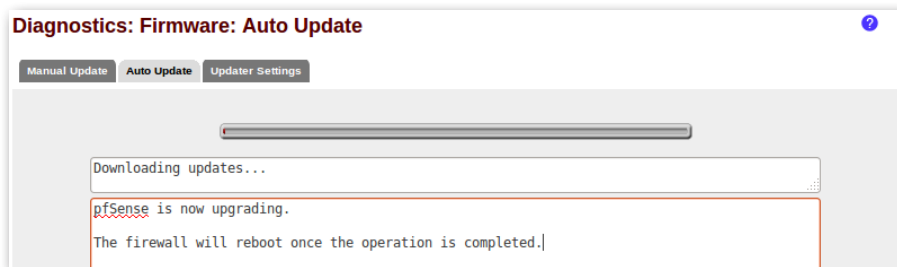 Diagnostics: Firmware: Auto Update
?
Manual Update Auto Update Updater Settings
Downloading updates...
pfSense is now upgrading.
The firewall will reboot once the operation is completed.